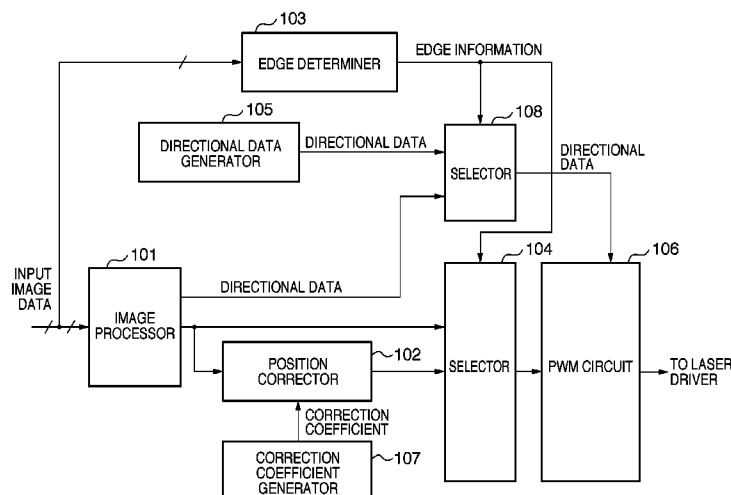 103
EDGE DETERMINER
EDGE INFORMATION
105
DIRECTIONAL DATA
GENERATOR
DIRECTIONAL DATA
108
SELECTOR
DIRECTIONAL
DATA
INPUT
IMAGE
DATA
101
IMAGE
PROCESSOR
DIRECTIONAL DATA
104
SELECTOR
106
PWM CIRCUIT
TO LASER
DRIVER
POSITION
CORRECTOR
102
CORRECTION
COEFFICIENT
CORRECTION
COEFFICIENT
GENERATOR
107